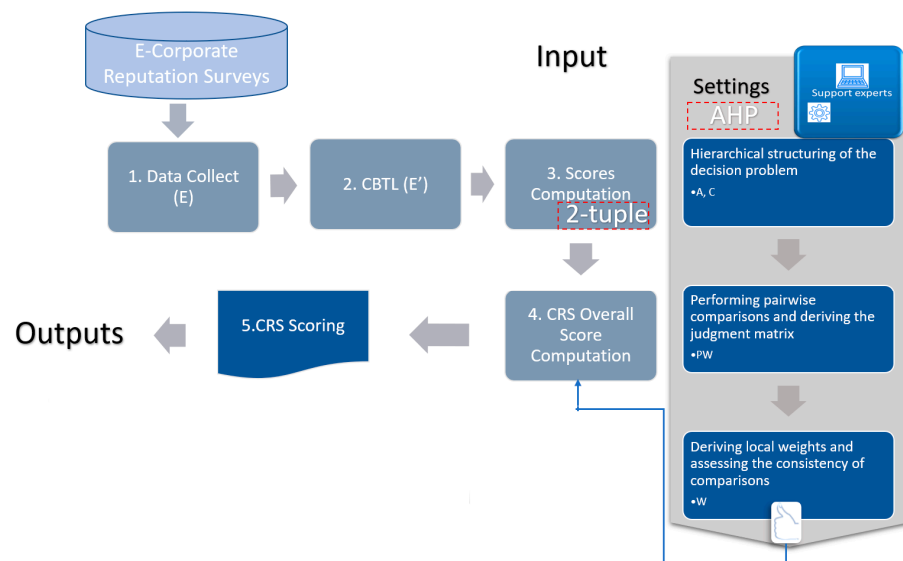 E-Corporate
Reputation Surveys
Input
Settings
AHP
Support experts
1. Data Collect
(E)
2. CBTL (E’)
3. Scores
Computation
2-tuple
Hierarchical structuring of the
decision problem
•A, C
Outputs
5.CRS Scoring
4. CRS Overall
Score
Computation
Performing pairwise
comparisons and deriving the
judgment matrix
•PW
Deriving local weights and
assessing the consistency of
comparisons
•W